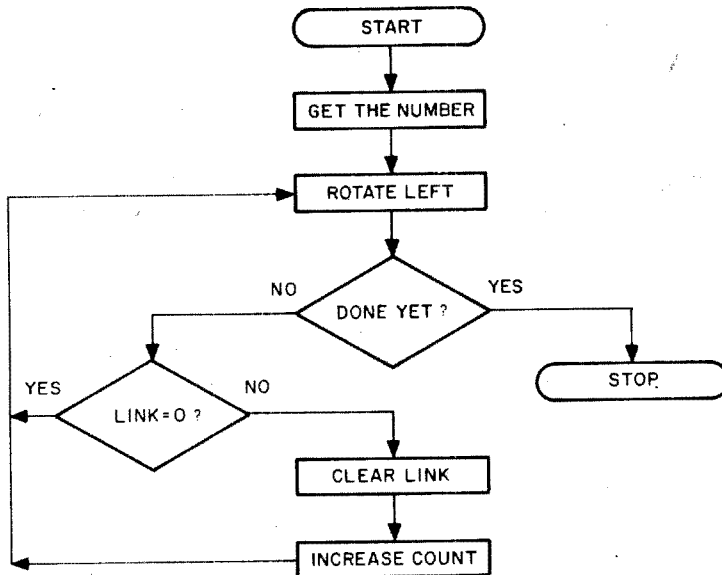 START
GET THE NUMBER
ROTATE LEFT
NO
YES
DONE YET ?
STOP
YES
NO
LINK=0 ?
CLEAR LINK
INCREASE COUNT